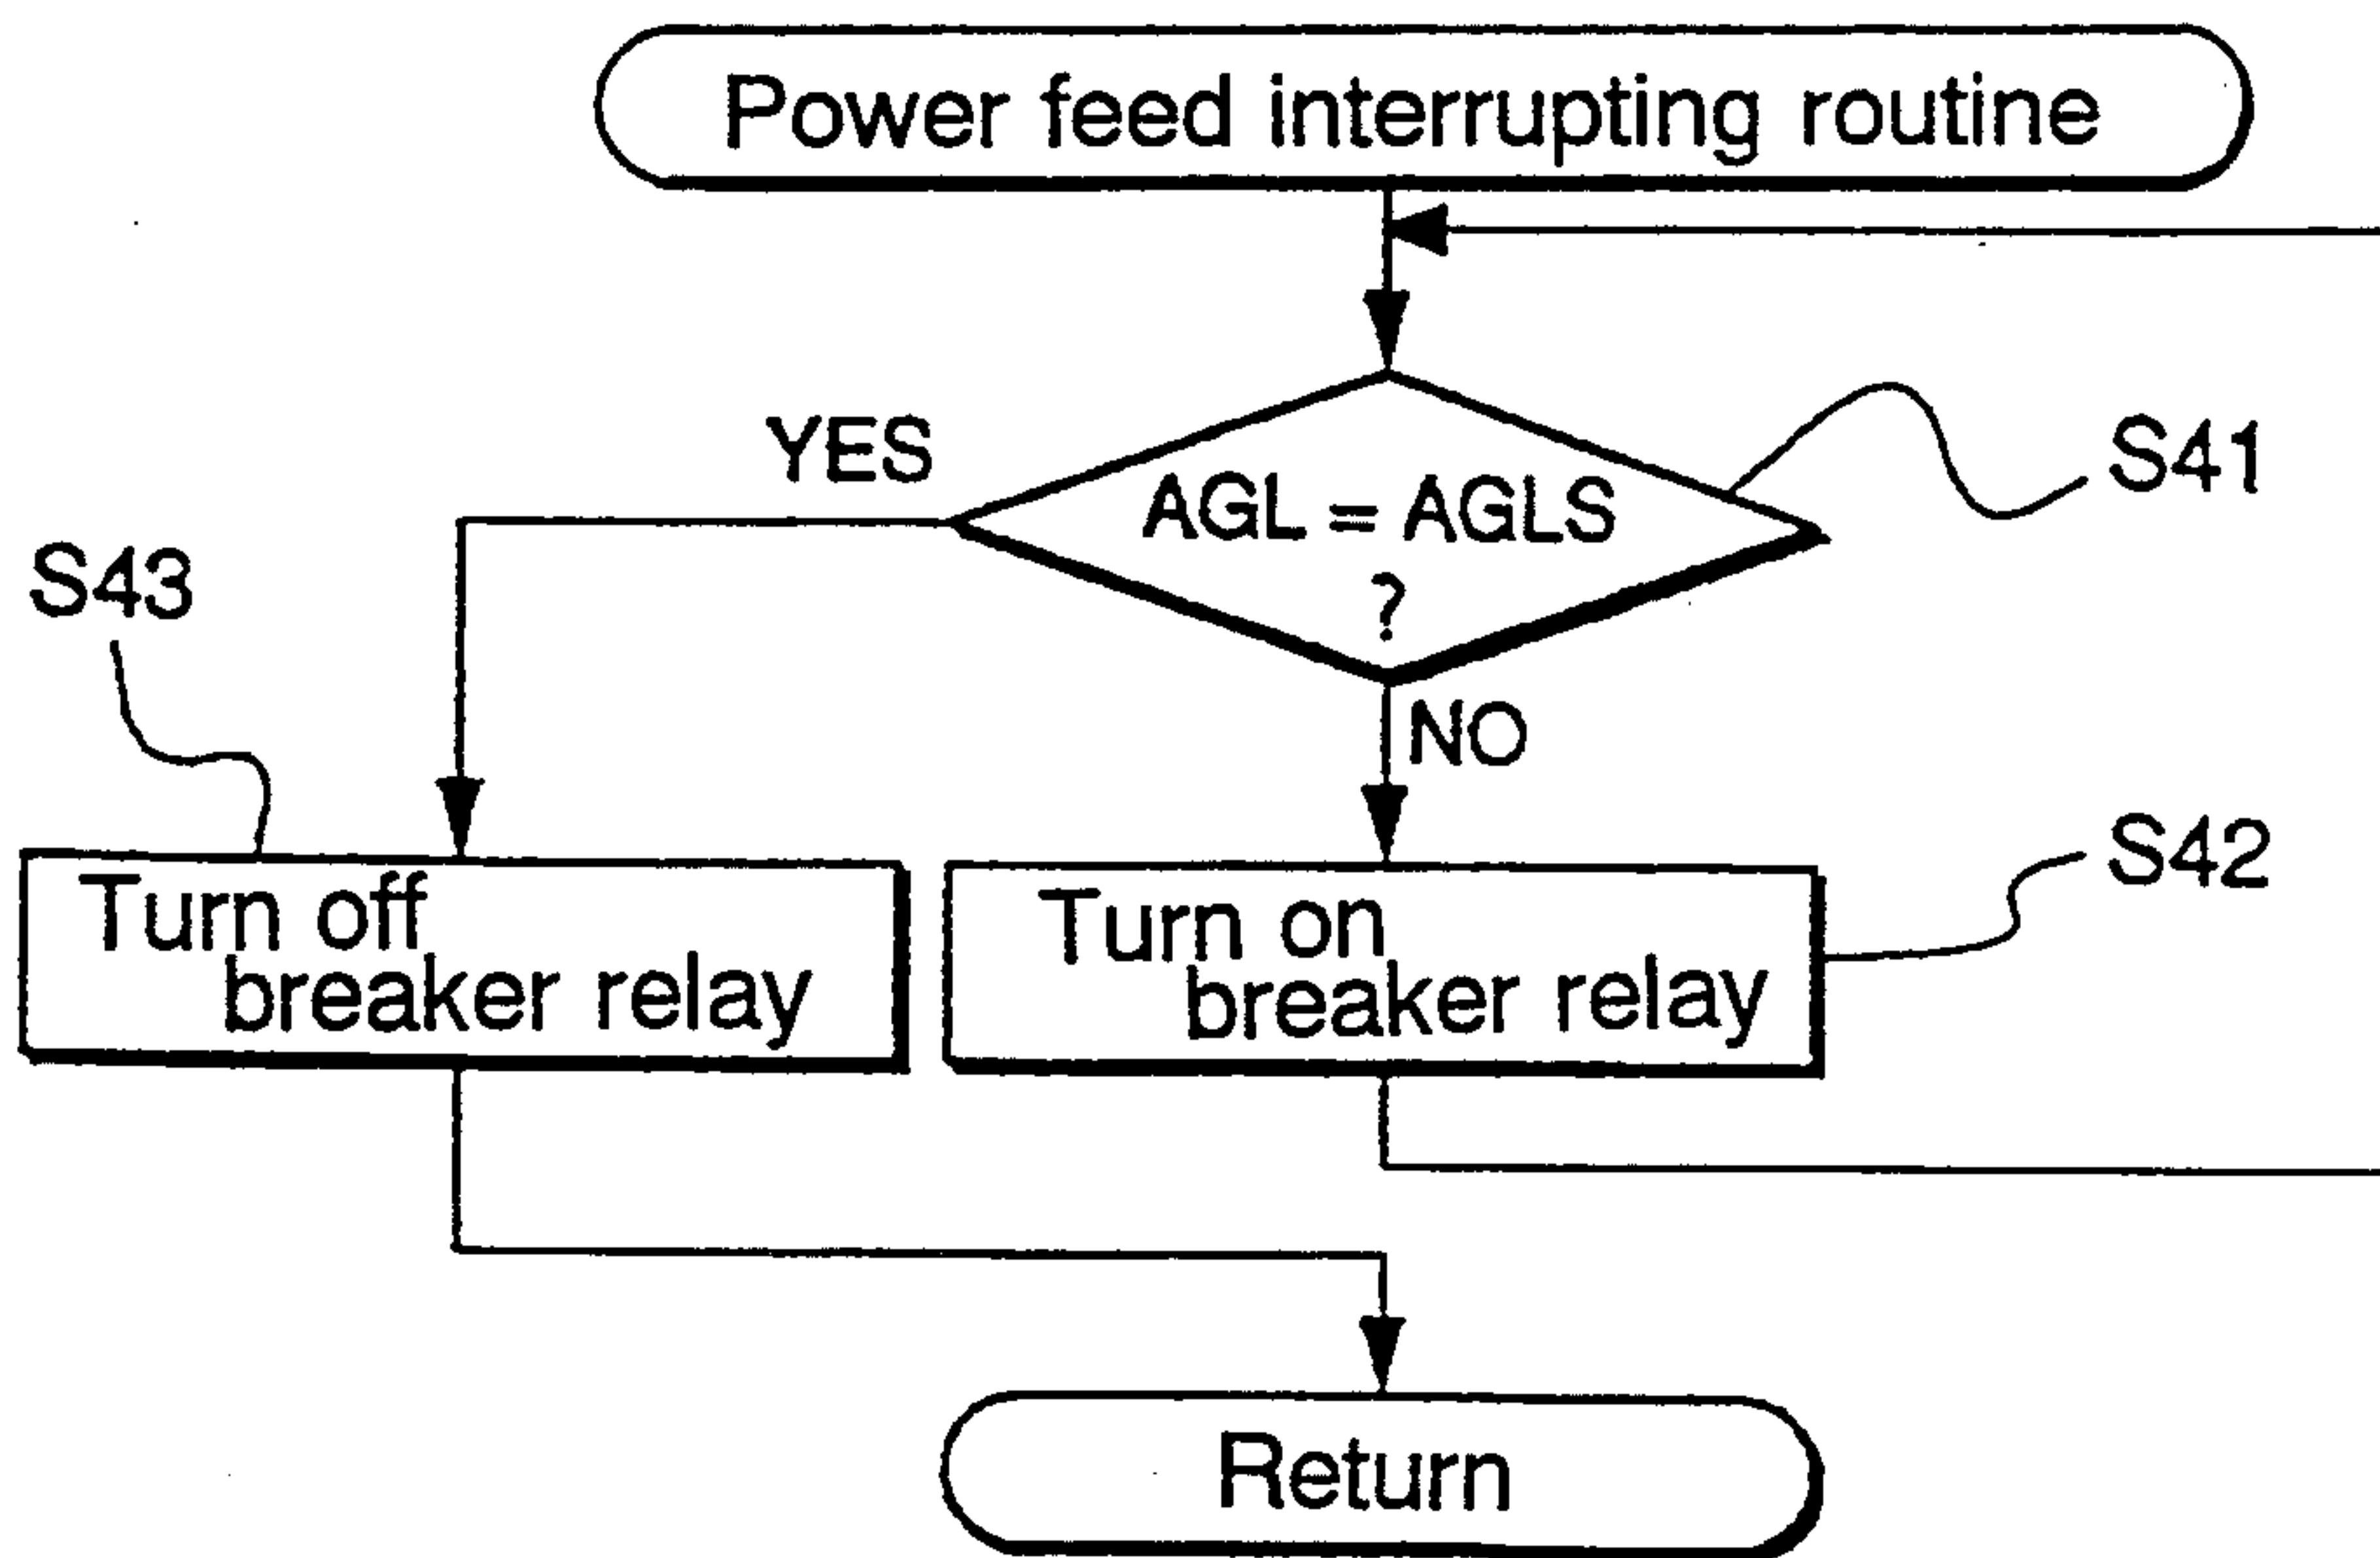 Power feed interrupting routine
YES
AGL = AGLS
?
S41
S43
NO
S42
Turn off
breaker relay
Turn on
breaker relay
Return